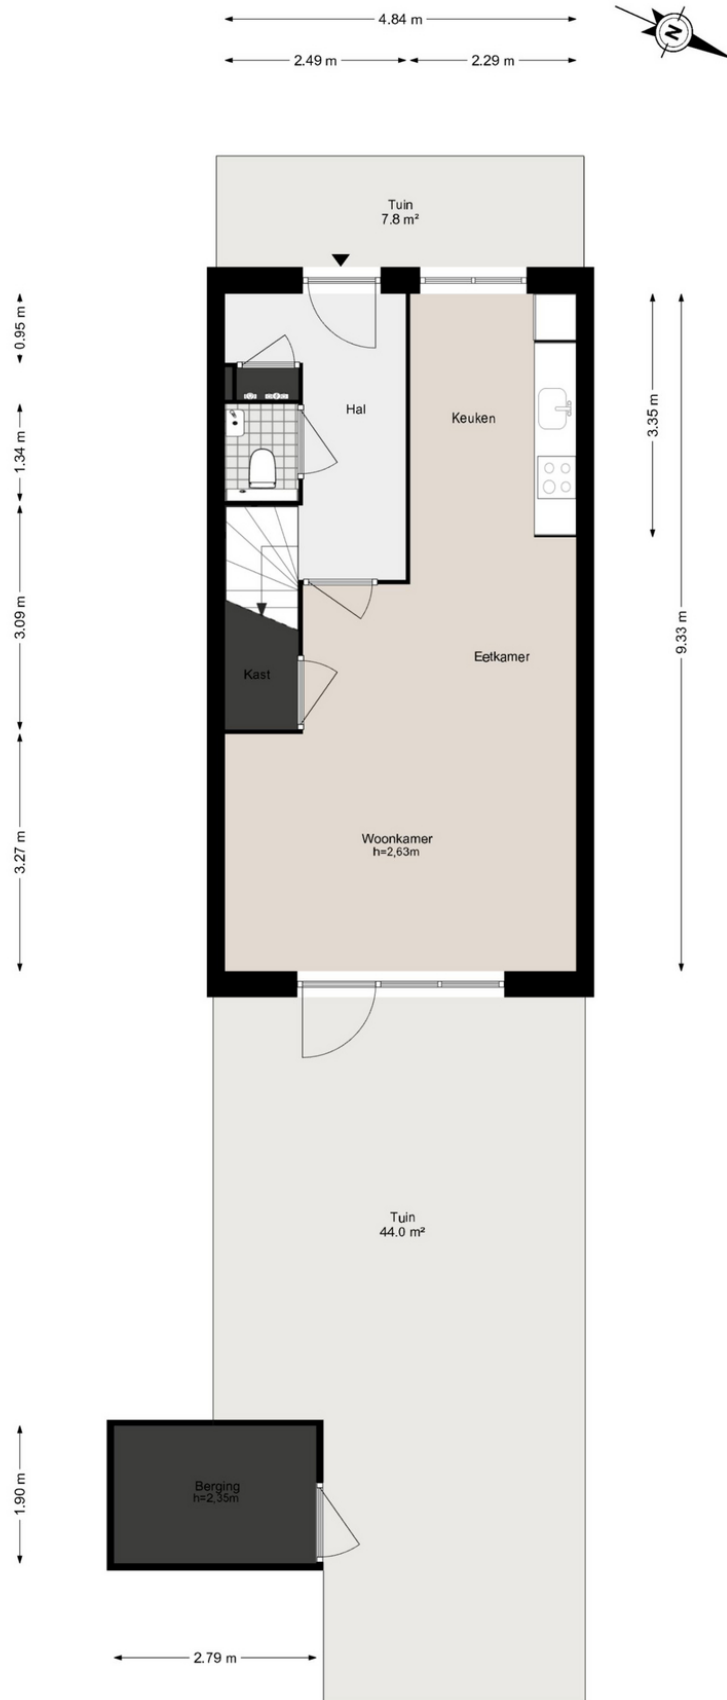 4.84 m
2.49 m
2.29 m
N
Tuin
7.8 m²
0.95 m
Hal
Keuken
3.35 m
1.34 m
3.09 m
9.33 m
Eetkamer
Kast
Woonkamer
h=2,63m
3.27 m
Tuin
44.0 m²
Berging
h=2,35m
1.90 m
2.79 m